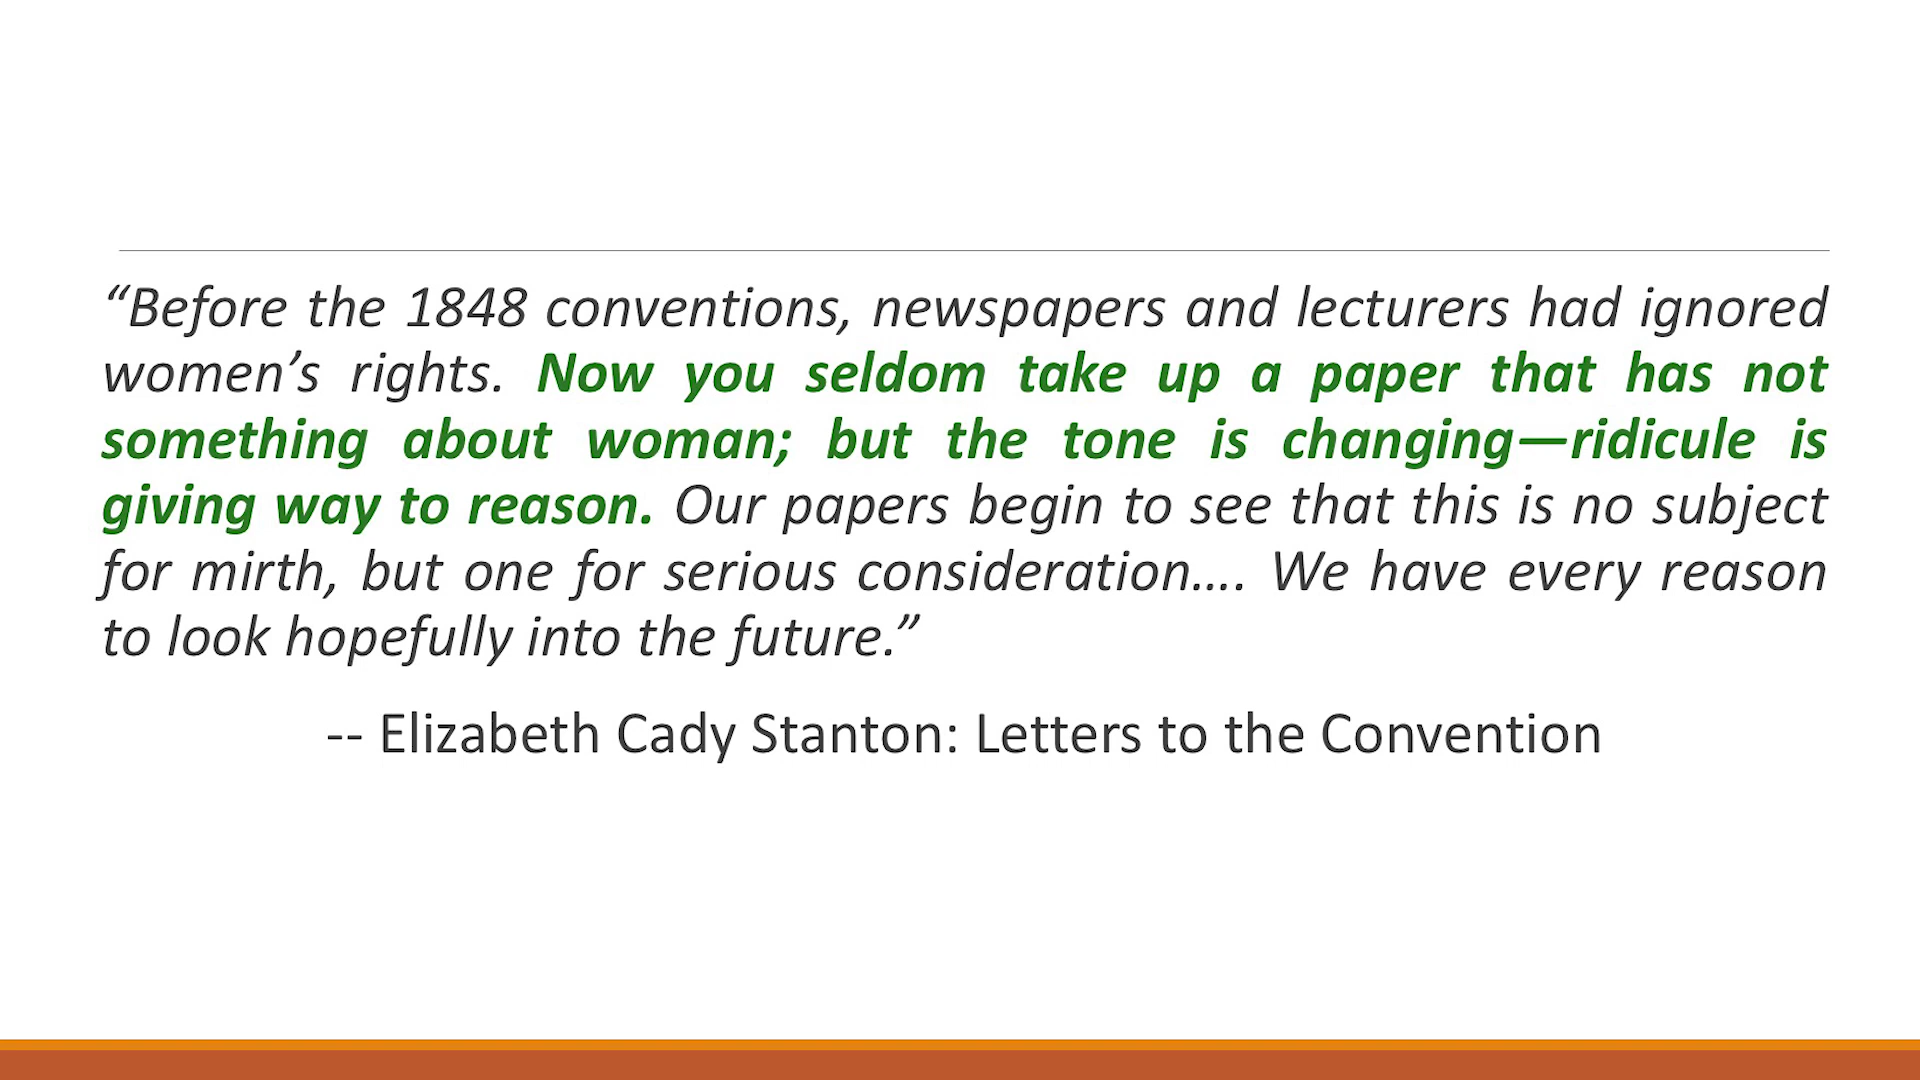 “Before the 1848 conventions, newspapers and lecturers had ignored
women’s rights. Now you seldom take up a paper that has not
something about woman; but the tone is changing—ridicule is
giving way to reason. Our papers begin to see that this is no subject
for mirth, but one for serious consideration…. We have every reason
to look hopefully into the future.”
-- Elizabeth Cady Stanton: Letters to the Convention